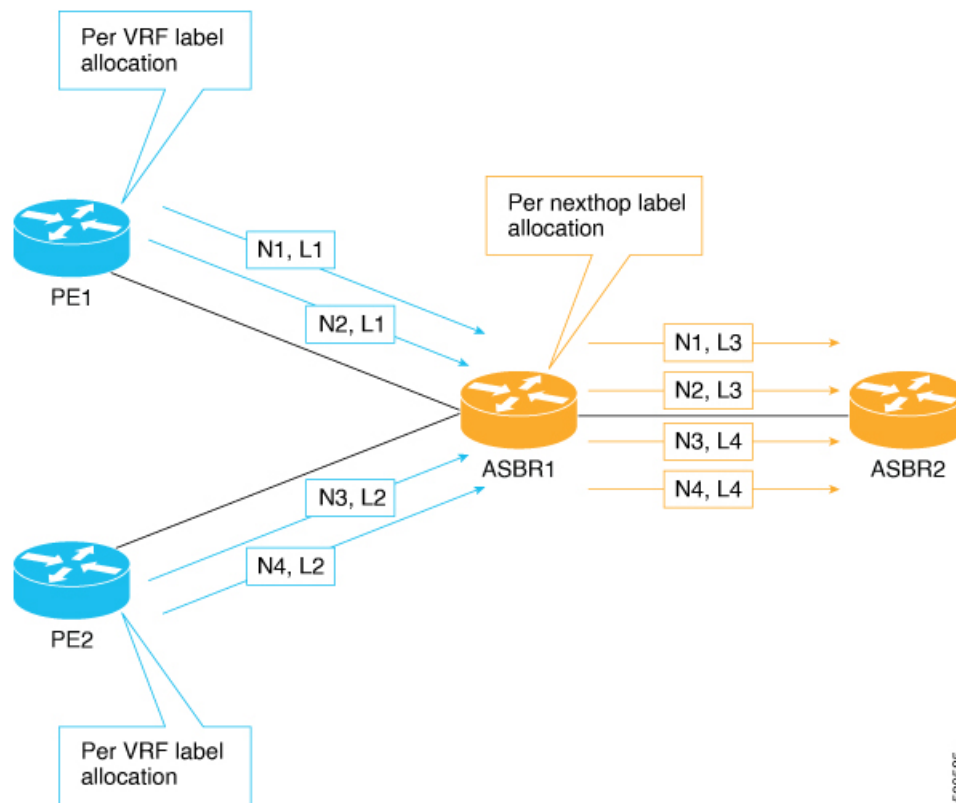 Per VRF label
allocation
Per nexthop label
allocation
N1, L1
PE1
N2, L1
N1, L3
N2, L3
ASBR1
N3, L4
ASBR2
N3, L2
N4, L4
N4, L2
PE2
Per VRF label
allocation